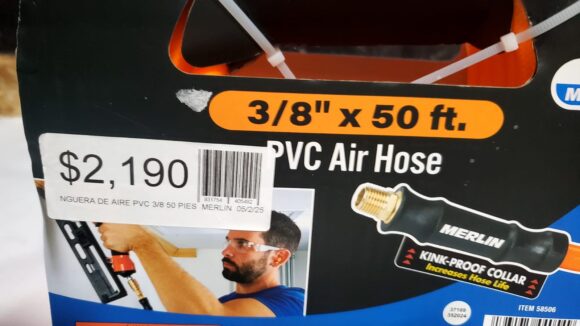 3/8" x 50 ft.
PVC Air Hose
$2,190
NGUERA DE AIRE PVC 3/8 50 PIES MERLIN 05/2/25
MERLIN
KINK-PROOF COLLAR
Increases Hose Life
ITEM 58506